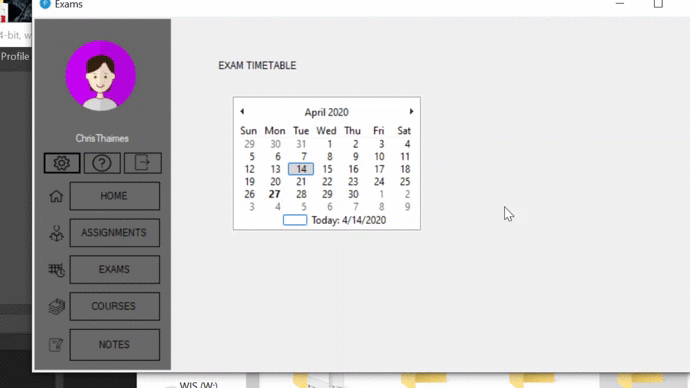 Exams
4-bit, w
Profile
EXAM TIMETABLE
April 2020
Sun Mon Tue Wed Thu Fri Sat
29 30 31 1 2 3 4
5 6 7 8 9 10 11
12 13 14 15 16 17 18
19 20 21 22 23 24 25
26 27 28 29 30 1 2
3 4 5 6 7 8 9
Today: 4/14/2020
Chris Thaimes
HOME
ASSIGNMENTS
EXAMS
COURSES
NOTES
WIS (W:)